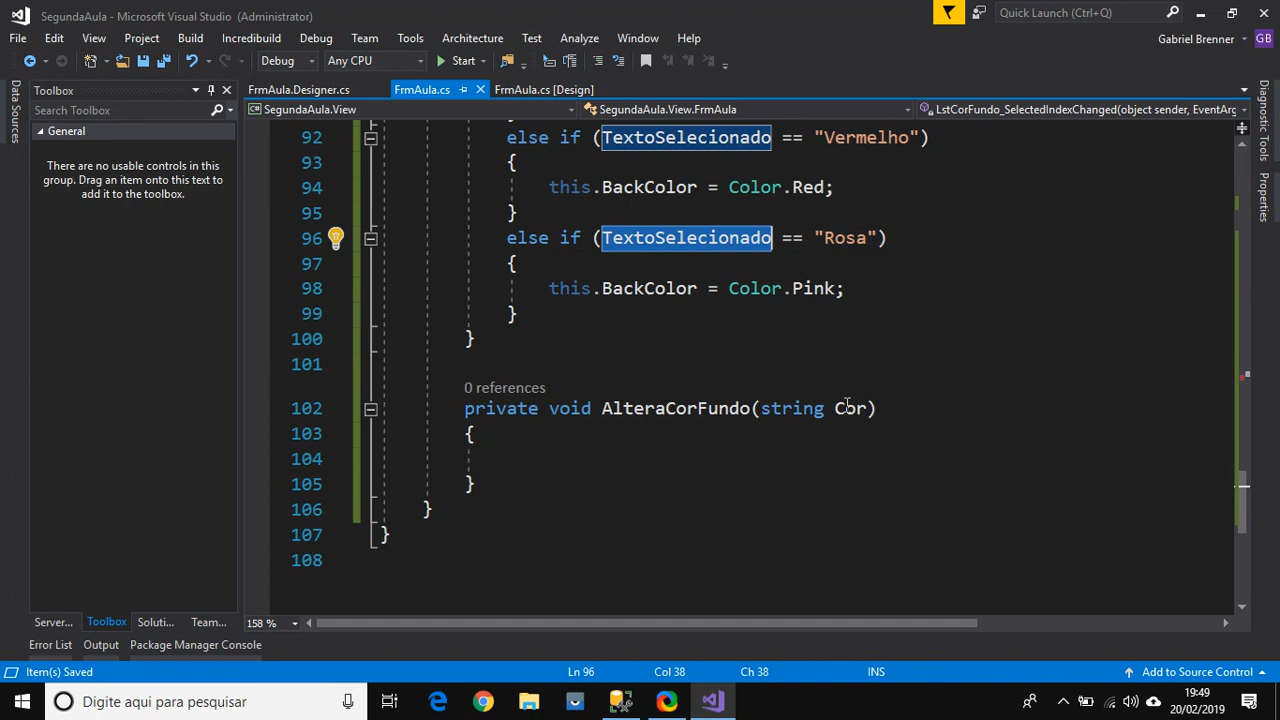 SegundaAula - Microsoft Visual Studio (Administrator)
Quick Launch (Ctrl+Q)
File Edit View Project Build Incredibuild Debug Team Tools Architecture Test Analyze Window Help
Gabriel Brenner GB
Debug Any CPU Start
Data Sources
Toolbox
Search Toolbox
General
There are no usable controls in this
group. Drag an item onto this text to
add it to the toolbox.
FrmAula.Designer.cs FrmAula.cs FrmAula.cs [Design]
SegundaAula.View SegundaAula.View.FrmAula LstCorFundo_SelectedIndexChanged(object sender, EventArg
Diagnostic Tools
Properties
}
92 else if (TextoSelecionado == "Vermelho")
93 {
94 this.BackColor = Color.Red;
95 }
96 else if (TextoSelecionado == "Rosa")
97 {
98 this.BackColor = Color.Pink;
99 }
100 }
101
0 references
102 private void AlteraCorFundo(string Cor)
103 {
104
105 }
106 }
107 }
108
Server... Toolbox Soluti... Team...
158 %
Error List Output Package Manager Console
Item(s) Saved Ln 96 Col 38 Ch 38 INS Add to Source Control
Digite aqui para pesquisar
19:49
20/02/2019